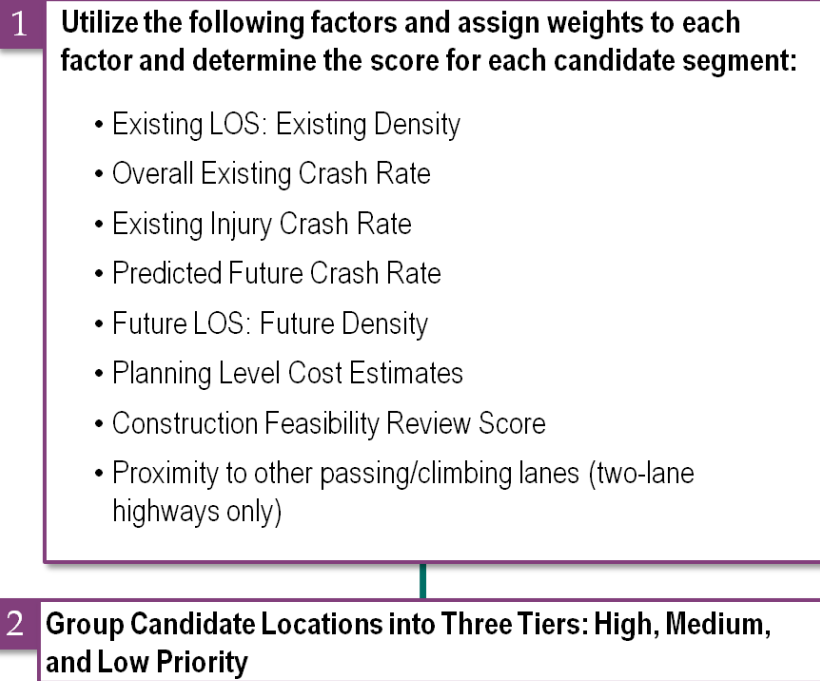 1
Utilize the following factors and assign weights to each
factor and determine the score for each candidate segment:
• Existing LOS: Existing Density
• Overall Existing Crash Rate
• Existing Injury Crash Rate
• Predicted Future Crash Rate
• Future LOS: Future Density
• Planning Level Cost Estimates
• Construction Feasibility Review Score
• Proximity to other passing/climbing lanes (two-lane
highways only)
2
Group Candidate Locations into Three Tiers: High, Medium,
and Low Priority